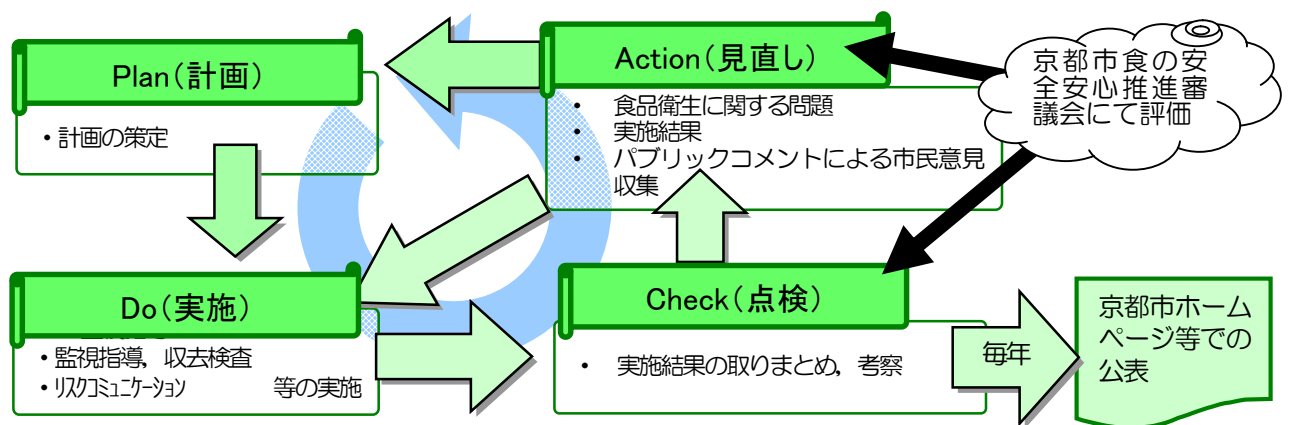 Plan(計画)
・計画の策定
Action(見直し)
・ 食品衛生に関する問題
・ 実施結果
・ パブリックコメントによる市民意見
収集
京都市食の安
全安心推進審
議会にて評価
Do(実施)
・監視指導，収去検査
・リスクコミュニケーション 等の実施
Check(点検)
・ 実施結果の取りまとめ，考察
毎年
京都市ホーム
ページ等での
公表